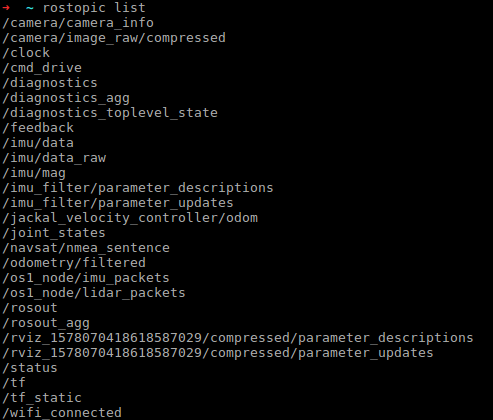 ➜  ~ rostopic list
/camera/camera_info
/camera/image_raw/compressed
/clock
/cmd_drive
/diagnostics
/diagnostics_agg
/diagnostics_toplevel_state
/feedback
/imu/data
/imu/data_raw
/imu/mag
/imu_filter/parameter_descriptions
/imu_filter/parameter_updates
/jackal_velocity_controller/odom
/joint_states
/navsat/nmea_sentence
/odometry/filtered
/os1_node/imu_packets
/os1_node/lidar_packets
/rosout
/rosout_agg
/rviz_1578070418618587029/compressed/parameter_descriptions
/rviz_1578070418618587029/compressed/parameter_updates
/status
/tf
/tf_static
/wifi_connected